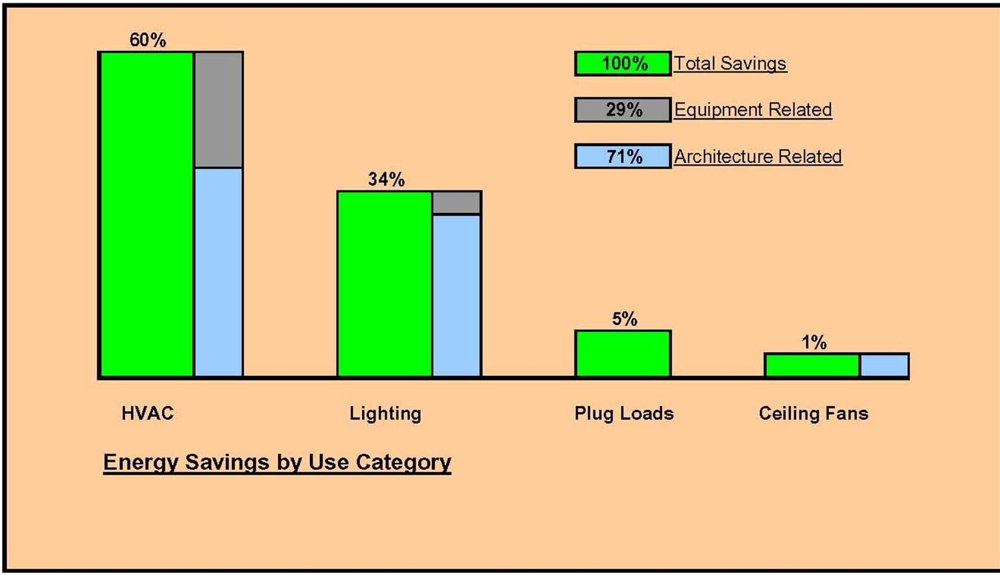 60%
100% Total Savings
29% Equipment Related
71% Architecture Related
34%
5%
1%
HVAC Lighting Plug Loads Ceiling Fans
Energy Savings by Use Category